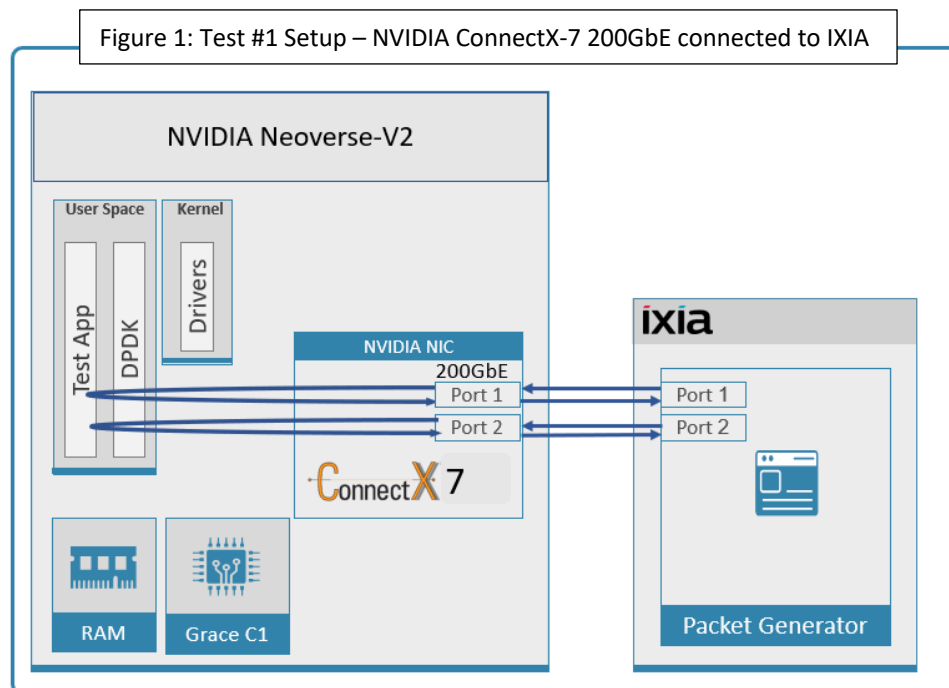 Figure 1: Test #1 Setup – NVIDIA ConnectX-7 200GbE connected to IXIA
NVIDIA Neoverse-V2
User Space
Kernel
Test App
DPDK
Drivers
NVIDIA NIC
200GbE
Port 1
Port 2
ConnectX 7
RAM
Grace C1
ixia
Port 1
Port 2
Packet Generator